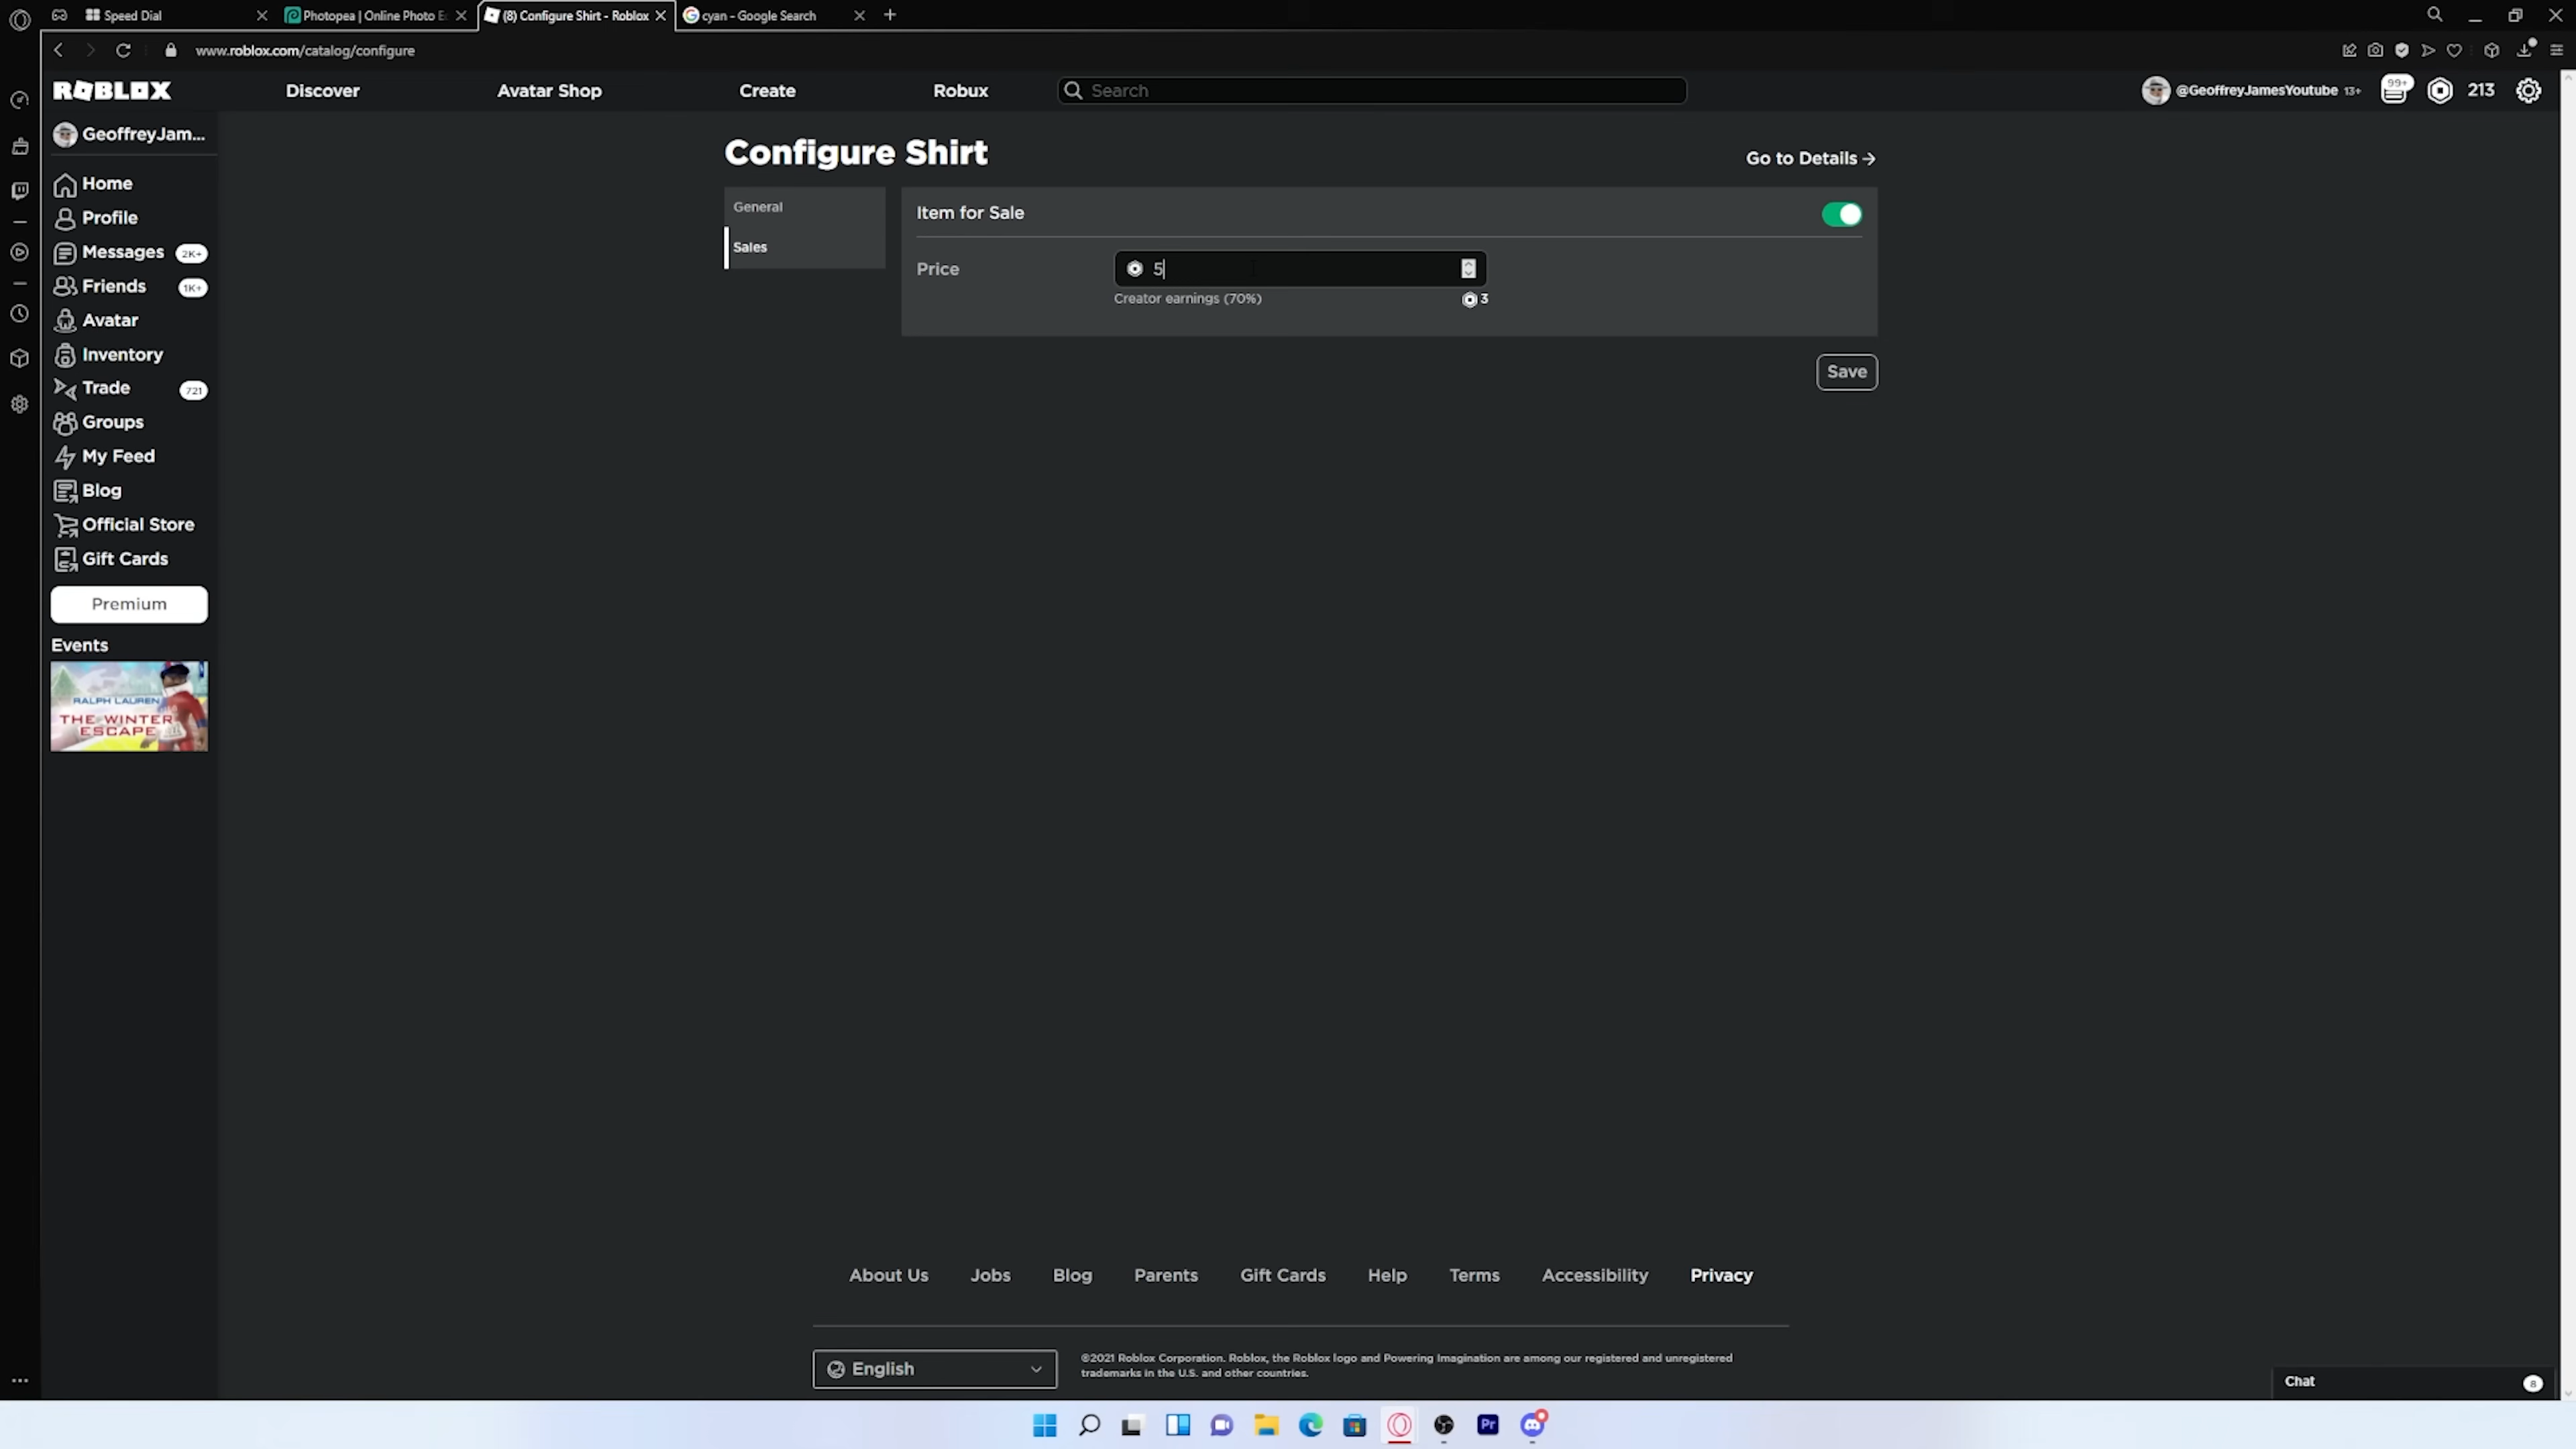 Speed Dial
Photopea | Online Photo E
(8) Configure Shirt - Roblox
cyan - Google Search
www.roblox.com/catalog/configure
ROBLOX
Discover
Avatar Shop
Create
Robux
Search
@GeoffreyJamesYoutube 13+
99+
213
GeoffreyJam...
Home
Profile
Messages 2K+
Friends 1K+
Avatar
Inventory
Trade 721
Groups
My Feed
Blog
Official Store
Gift Cards
Premium
Events
RALPH LAUREN
THE WINTER
ESCAPE
Configure Shirt
Go to Details →
General
Sales
Item for Sale
Price
5
Creator earnings (70%)
3
Save
About Us
Jobs
Blog
Parents
Gift Cards
Help
Terms
Accessibility
Privacy
English
©2021 Roblox Corporation. Roblox, the Roblox logo and Powering Imagination are among our registered and unregistered
trademarks in the U.S. and other countries.
Chat
8
Pr